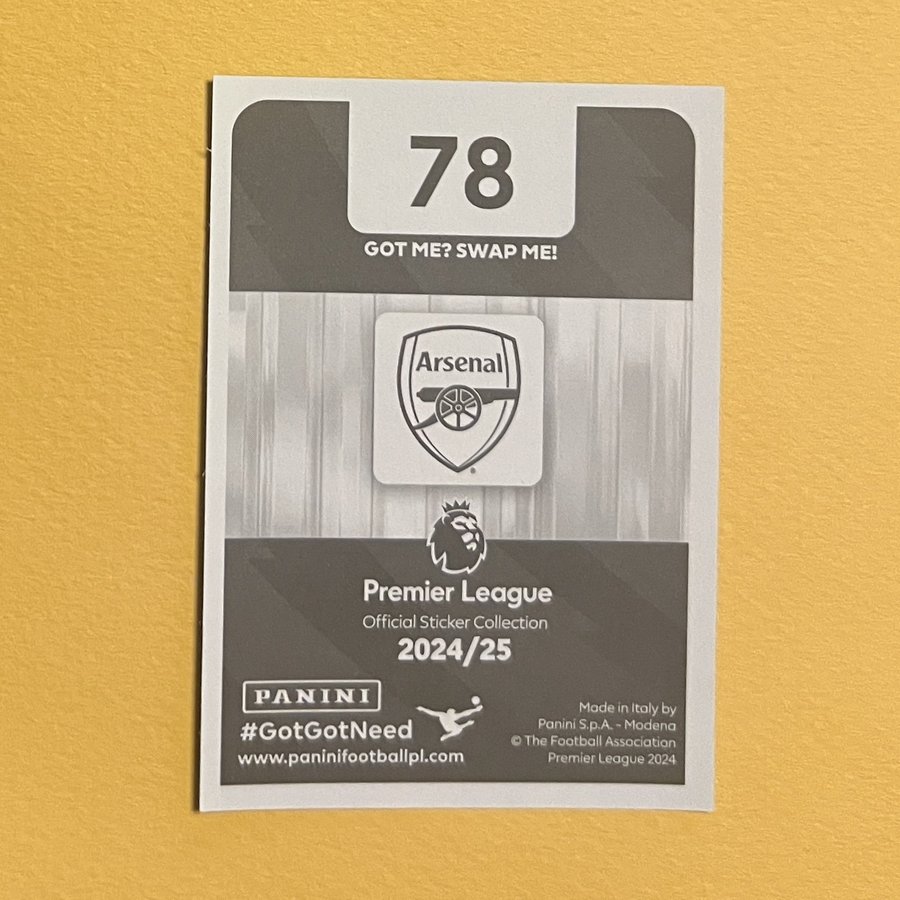 78
GOT ME? SWAP ME!
Arsenal
Premier League
Official Sticker Collection
2024/25
PANINI
#GotGotNeed
www.paninifootballpl.com
Made in Italy by
Panini S.p.A. - Modena
© The Football Association
Premier League 2024